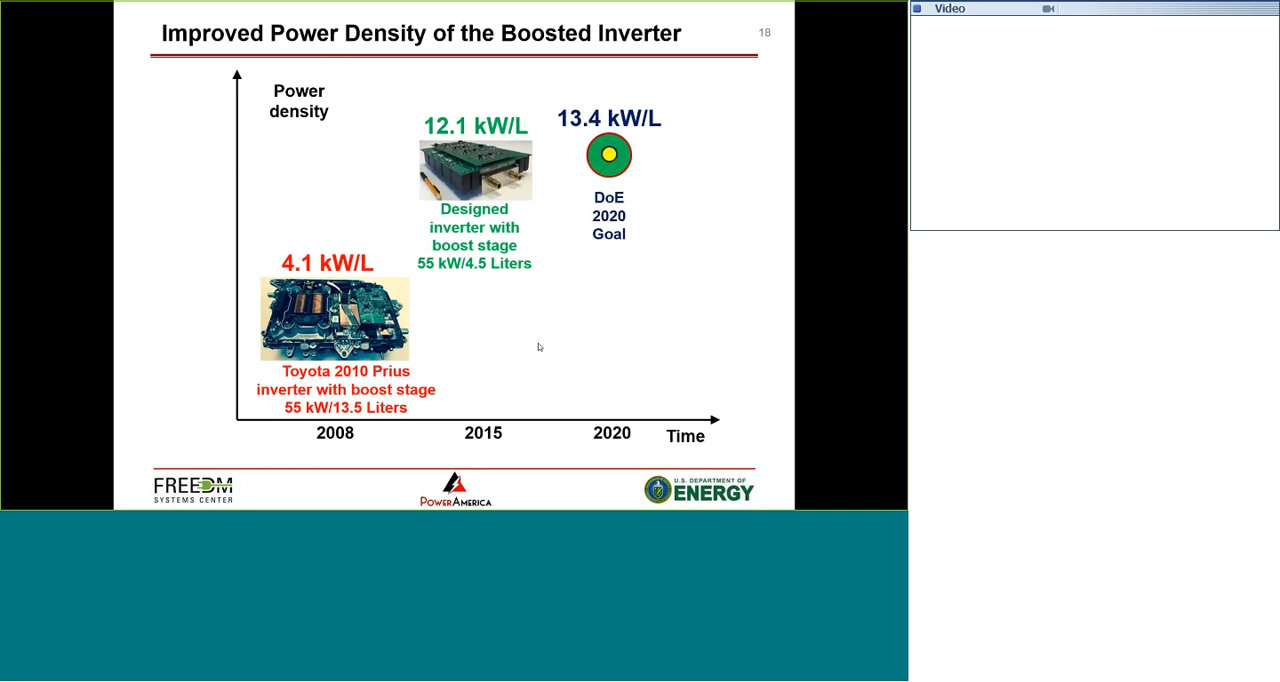 Video
Improved Power Density of the Boosted Inverter
18
Power
density
12.1 kW/L
13.4 kW/L
Designed
inverter with
boost stage
55 kW/4.5 Liters
DoE
2020
Goal
4.1 kW/L
Toyota 2010 Prius
inverter with boost stage
55 kW/13.5 Liters
2008
2015
2020
Time
FREEDM
SYSTEMS CENTER
POWERAMERICA
U.S. DEPARTMENT OF
ENERGY